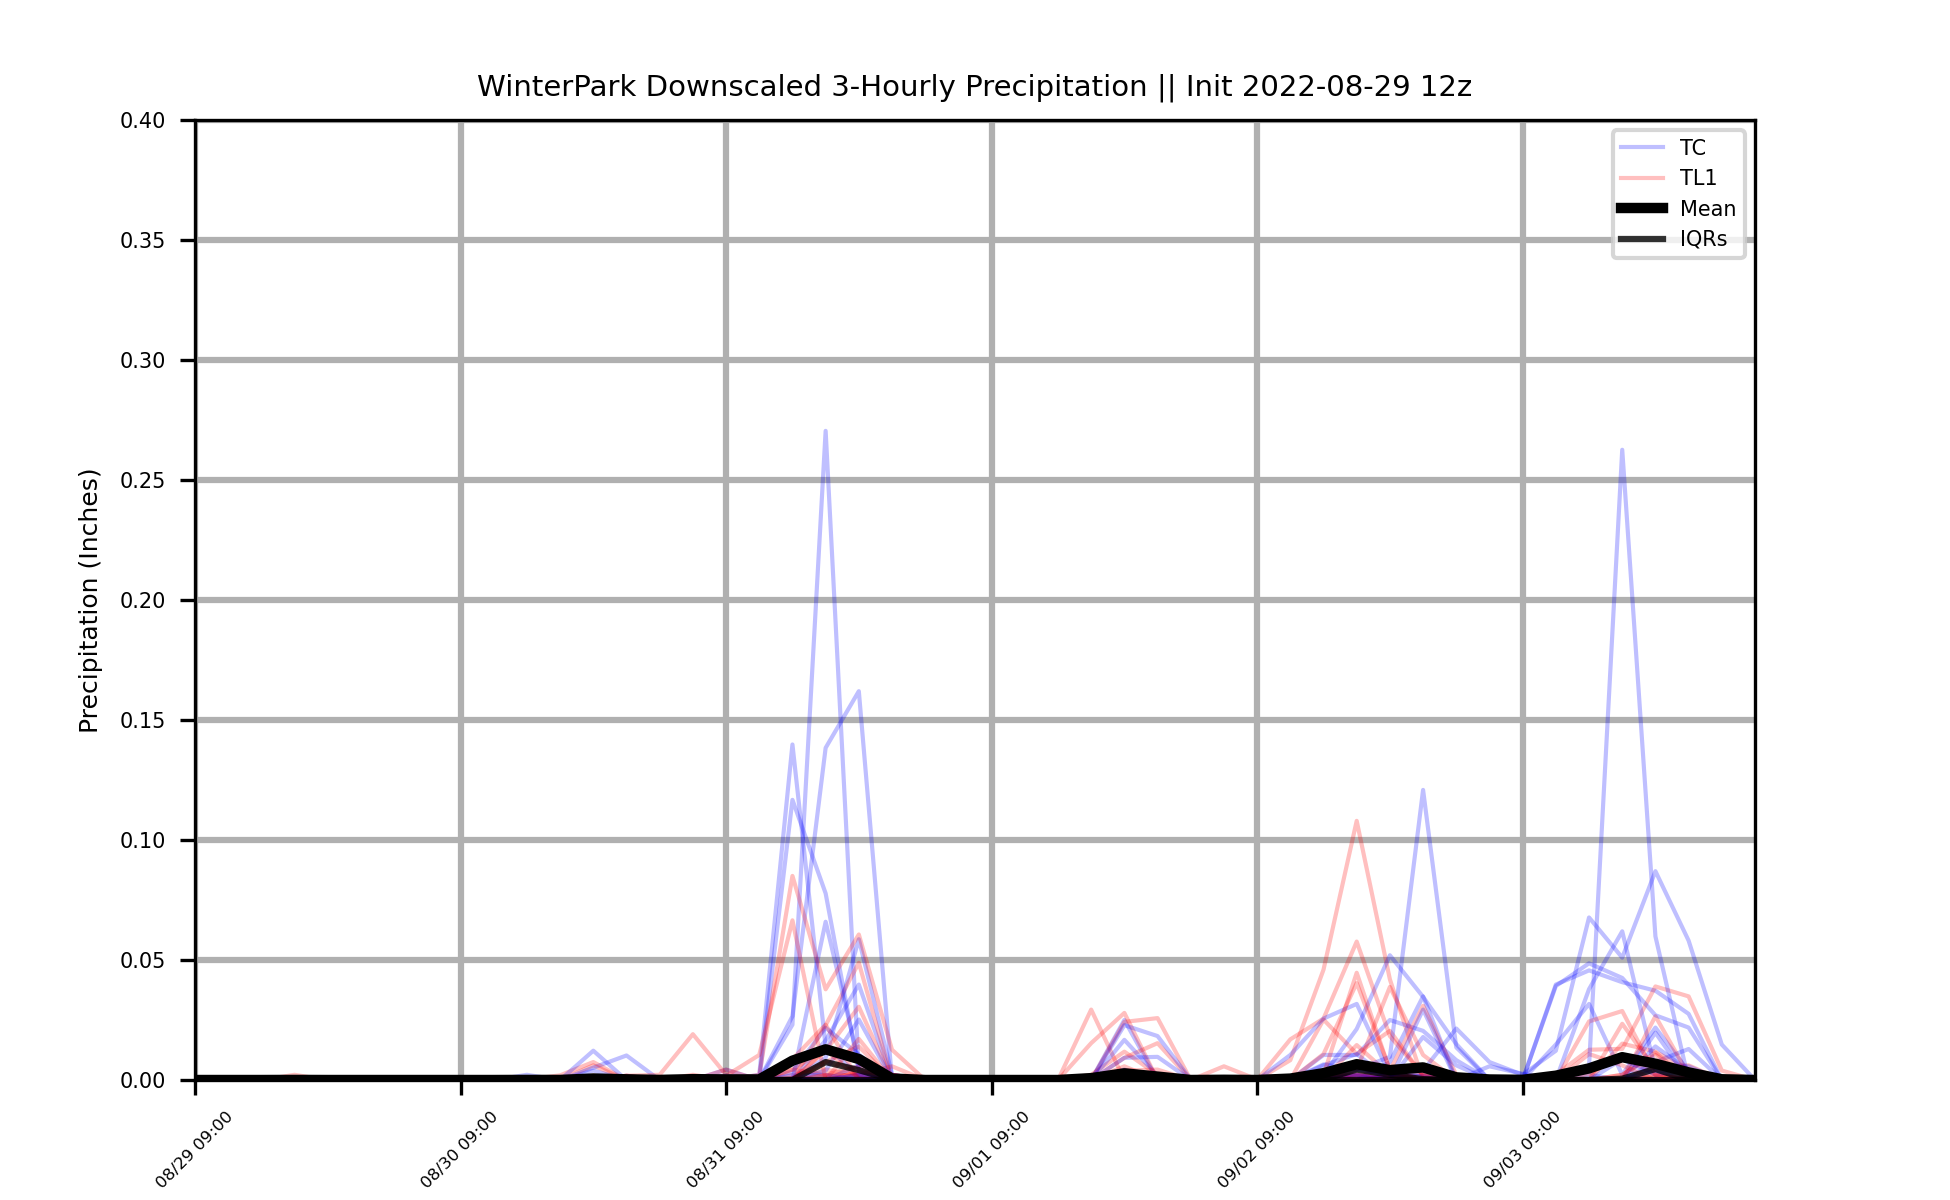 WinterPark Downscaled 3-Hourly Precipitation || Init 2022-08-29 12z
Precipitation (Inches)
0.40
0.35
0.30
0.25
0.20
0.15
0.10
0.05
0.00
TC
TL1
Mean
IQRs
08/29 09:00
08/30 09:00
08/31 09:00
09/01 09:00
09/02 09:00
09/03 09:00